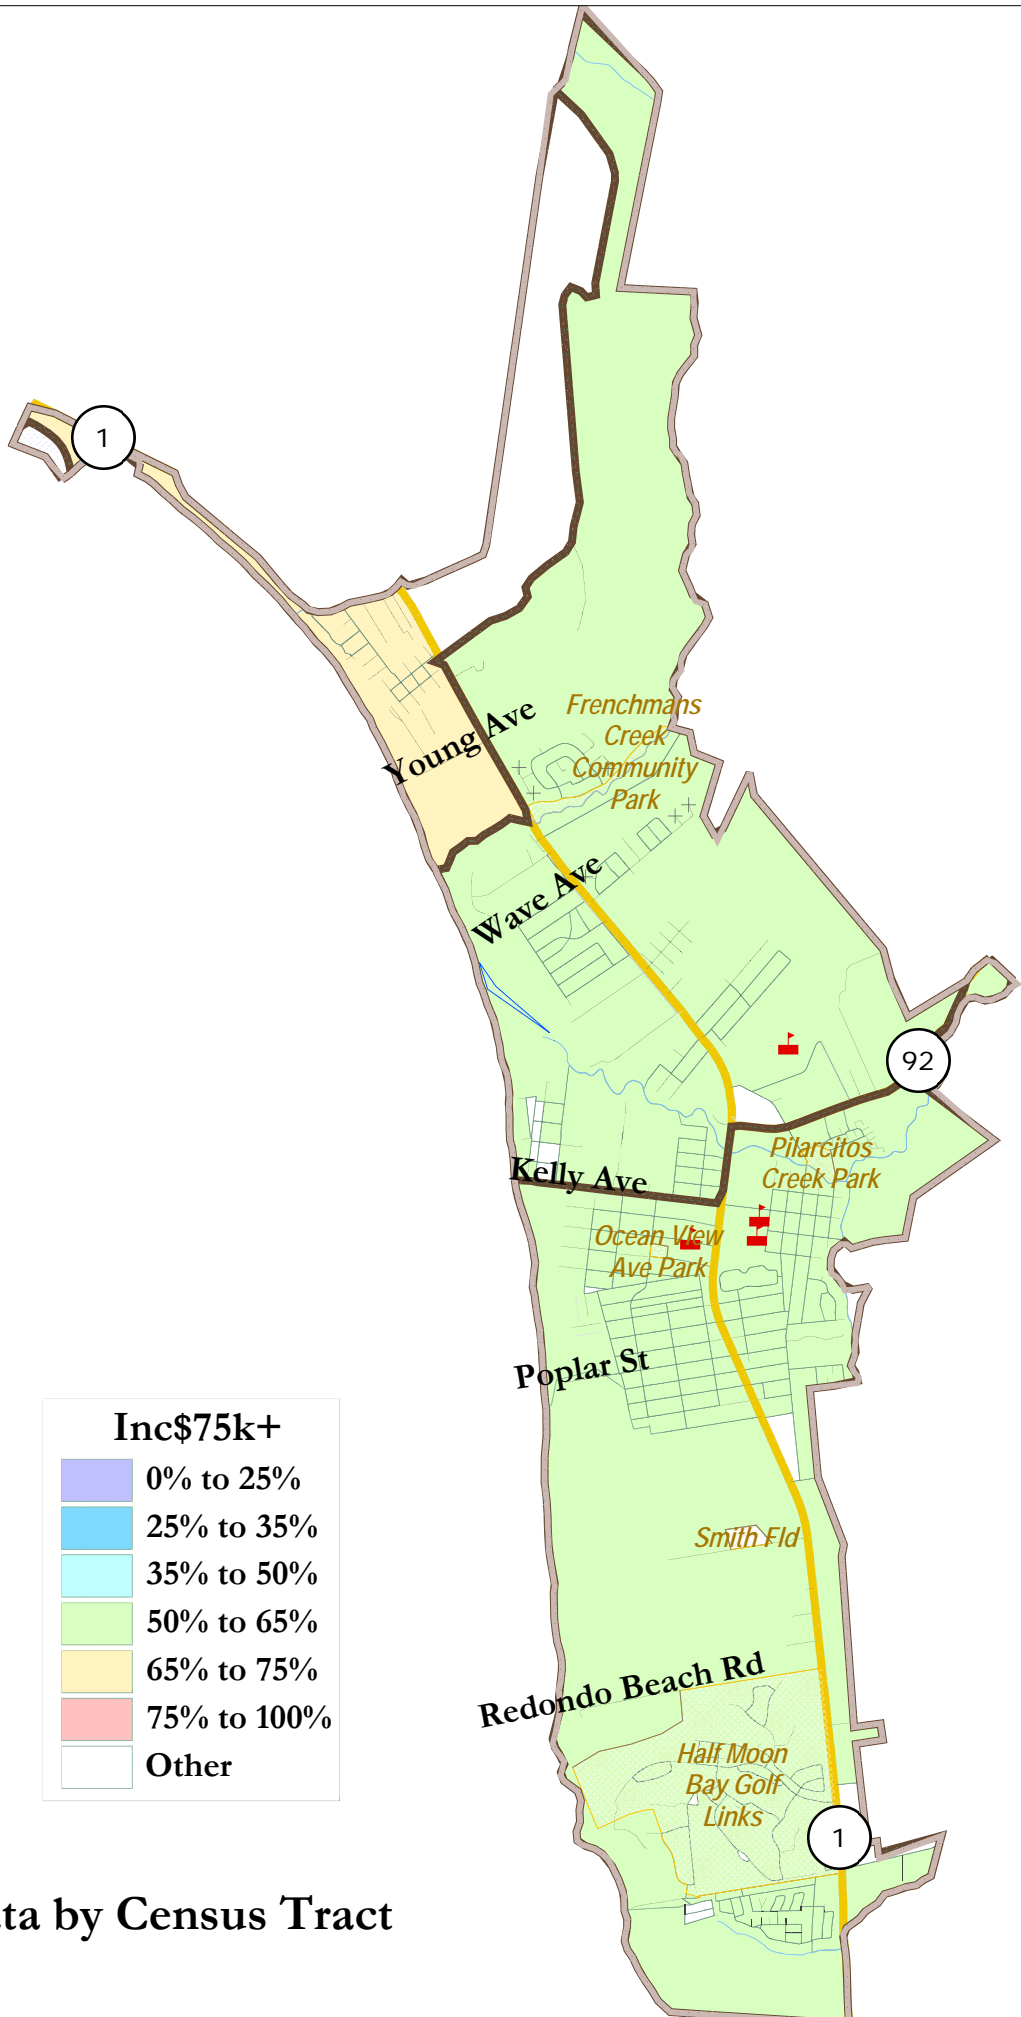 1
Young Ave
Frenchmans
Creek
Community
Park
Wave Ave
92
Pilarcitos
Creek Park
Kelly Ave
Ocean View
Ave Park
Poplar St
Inc$75k+
0% to 25%
25% to 35%
35% to 50%
50% to 65%
65% to 75%
75% to 100%
Other
Smith Fld
Redondo Beach Rd
Half Moon
Bay Golf
Links
1
ta by Census Tract